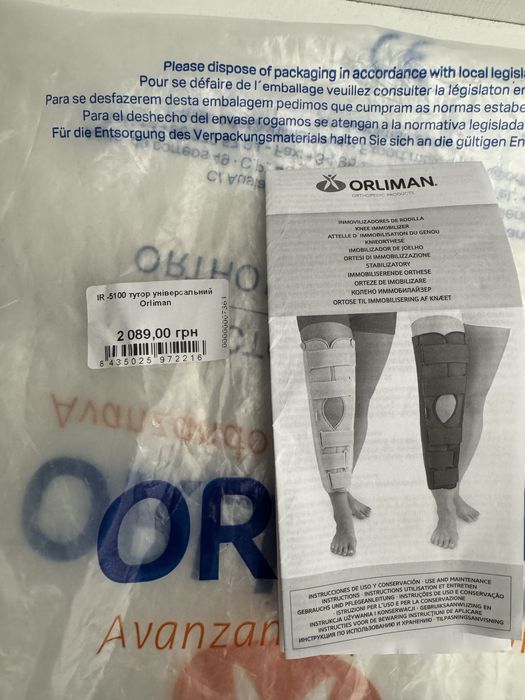 Please dispose of packaging in accordance with local legisl
Pour se défaire de l'emballage veuillez consulter la législaton en
Para se desfazerem desta embalagem pedimos que cumpram as normas estabe
Para el deshecho del envase rogamos se atengan a la normativa legislada
Für die Entsorgung des Verpackungsmaterials halten Sie sich an die gültigen En
ORLIMAN.
ORTHOPEDIC PRODUCTS
INMOVILIZADORES DE RODILLA
KNEE IMMOBILIZER
ATTELLE D´IMMOBILISATION DU GENOU
KNIEORTHESE
IMOBILIZADOR DE JOELHO
ORTESI DI IMMOBILIZZAZIONE
STABILIZATORY
IMMOBILISERENDE ORTHESE
ORTEZE DE IMOBILIZARE
КОЛЕНО ИММОБИЛАЙЗЕР
ORTOSE TIL IMMOBILISERING AF KNÆET
ORTHO
IR -5100 тутор універсальний
Orliman
2 089,00 грн
8 435025 972216
Avanzando
OR
Avanzan
INSTRUCCIONES DE USO Y CONSERVACIÓN · USE AND MAINTENANCE
INSTRUCTIONS · INSTRUCTIONS UTILISATION ET ENTRETIEN
GEBRAUCHS UND PFLEGEANLEITUNG · INSTRUÇÕES DE USO E CONSERVAÇÃO
ISTRUZIONI PER L'USO E PER LA CONSERVAZIONE
INSTRUKCJA UŻYWANIA I KONSERWACJI · GEBRUIKSAANWIJZING EN
INSTRUCTIES VOOR DE BEWARING INSTRUCTIUNI DE APLICARE
ИНСТРУКЦИЯ ПО ИСПОЛЬЗОВАНИЮ И ХРАНЕНИЮ · TILPASNINGSANVISNING